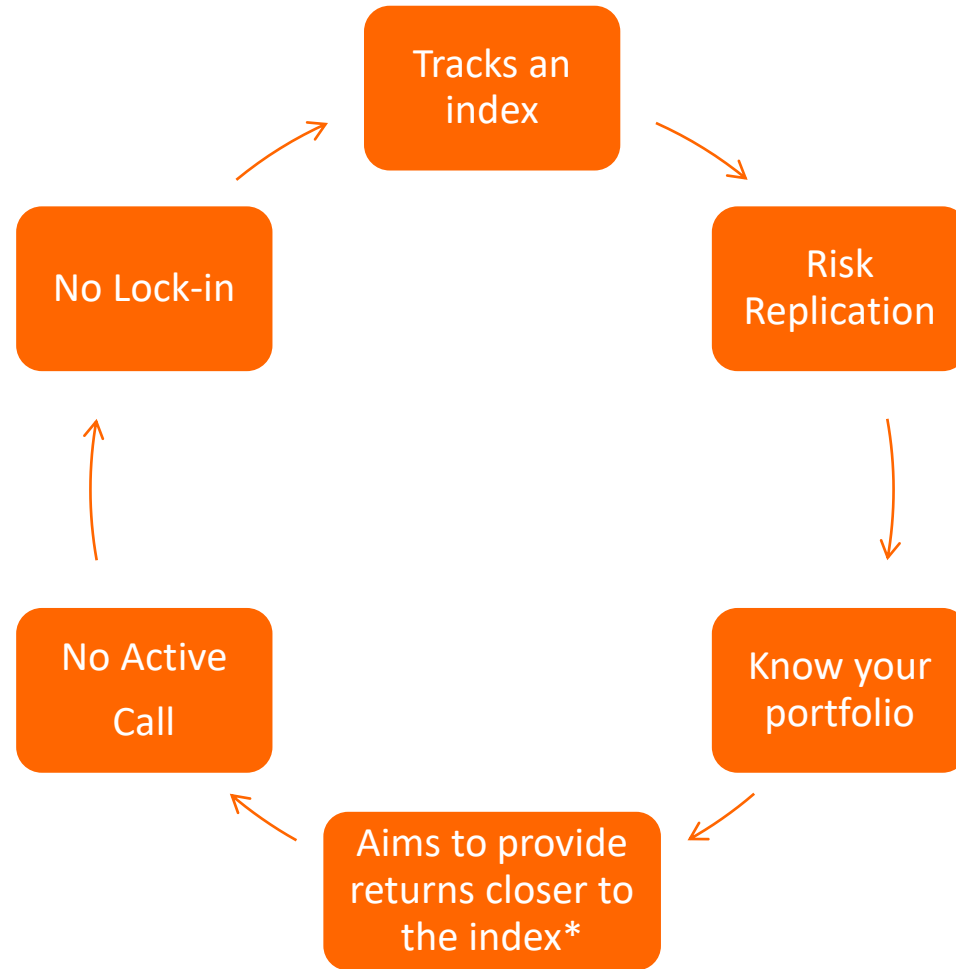 Tracks an
index
Risk
Replication
Know your
portfolio
Aims to provide
returns closer to
the index*
No Active
Call
No Lock-in